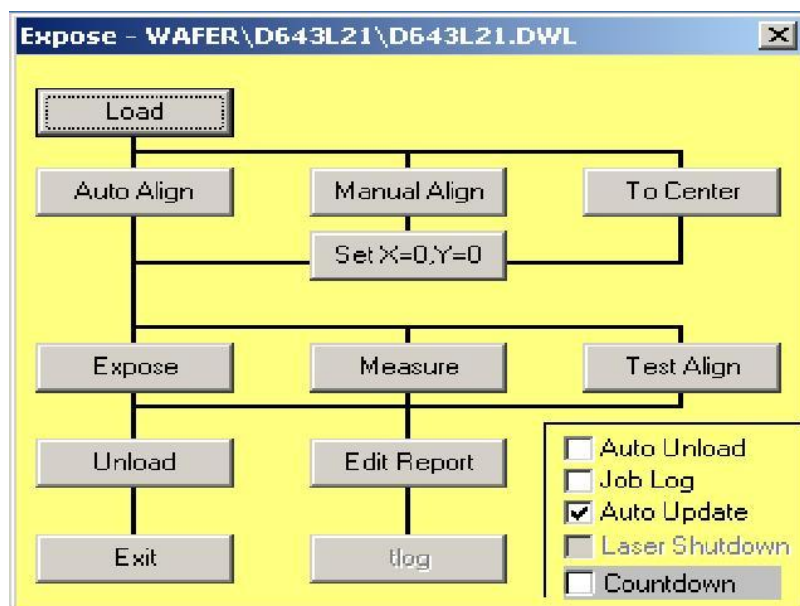 Expose - WAFER\D643L21\D643L21.DWL
Load
Auto Align Manual Align To Center
Set X=0,Y=0
Expose Measure Test Align
Unload Edit Report
Exit tlog
Auto Unload
Job Log
Auto Update
Laser Shutdown
Countdown